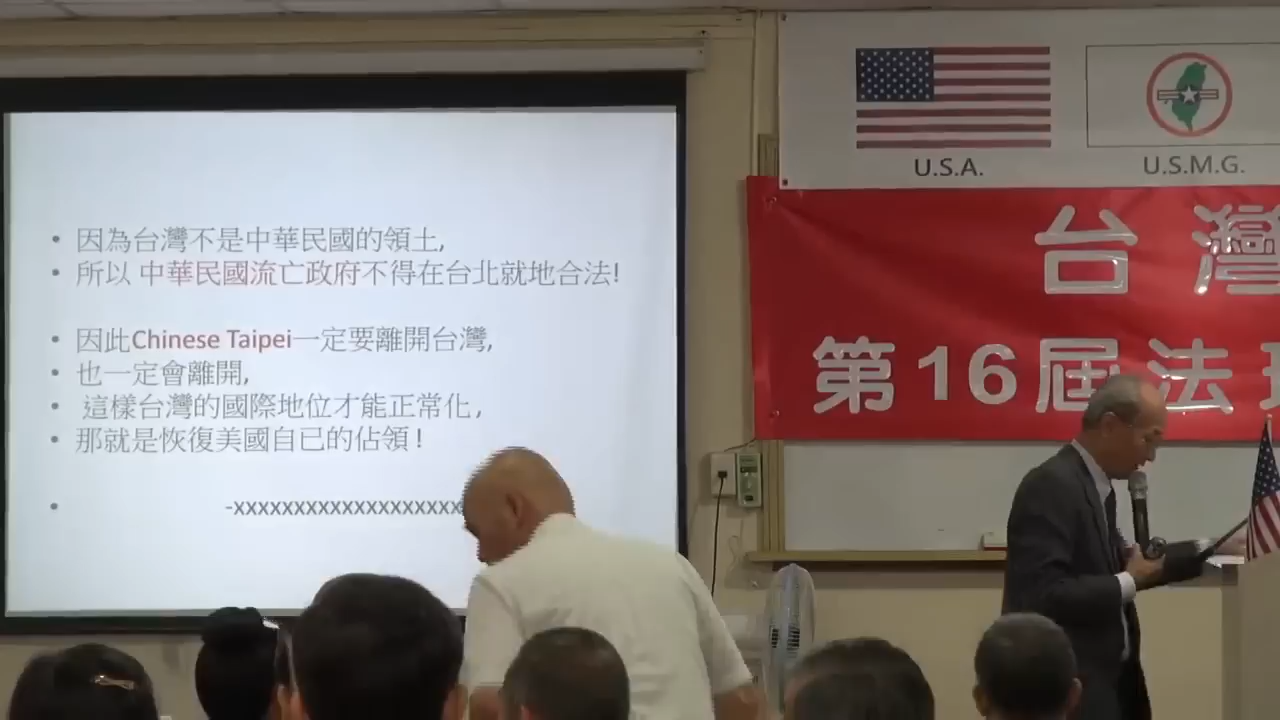 因為台灣不是中華民國的領土,
所以 中華民國流亡政府不得在台北就地合法!
因此Chinese Taipei一定要離開台灣,
也一定會離開,
這樣台灣的國際地位才能正常化,
那就是恢復美國自已的佔領!
-xxxxxxxxxxxxxxxxxxx
U.S.A.
U.S.M.G.
台灣
第16屆法